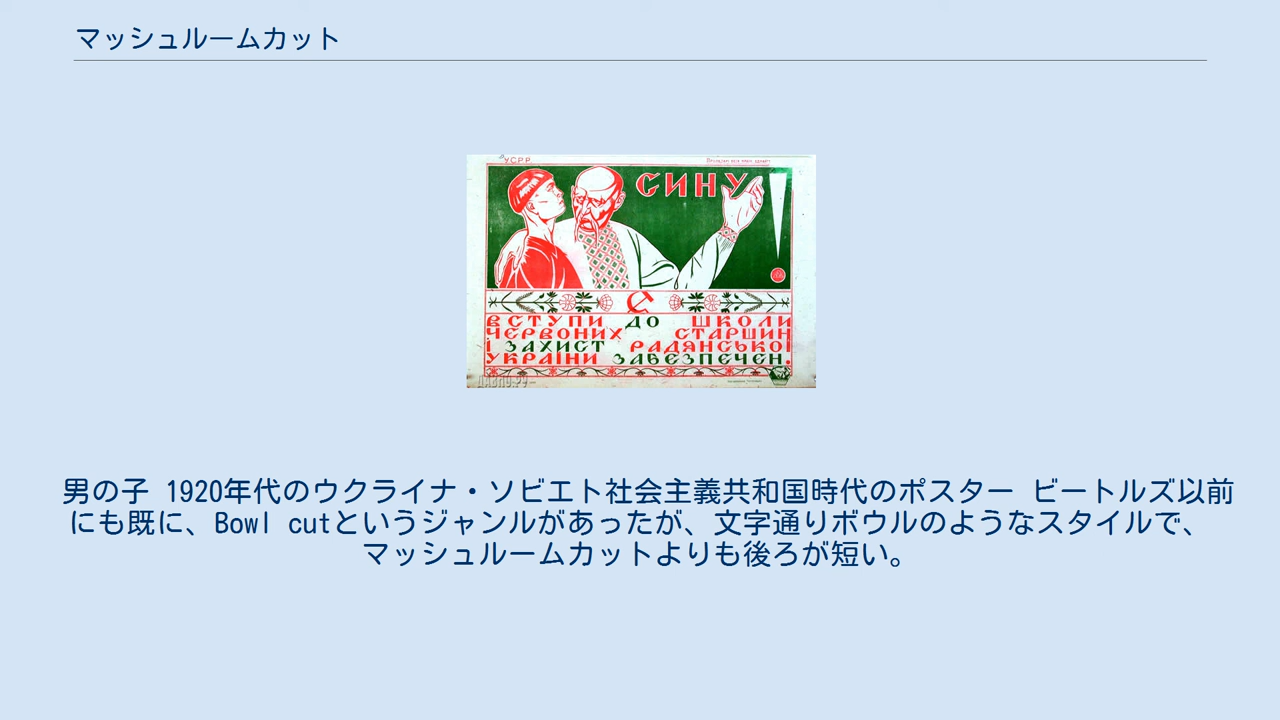 マッシュルームカット
УСРР
СИНУ!
ВСТУПИ ДО ШКОЛИ
ЧЕРВОНИХ СТАРШИН
І ЗАХИСТ РАДЯНСЬКОІ
УКРАІНИ ЗАБЕЗПЕЧЕН.
男の子 1920年代のウクライナ・ソビエト社会主義共和国時代のポスター ビートルズ以前
にも既に、Bowl cutというジャンルがあったが、文字通りボウルのようなスタイルで、
マッシュルームカットよりも後ろが短い。